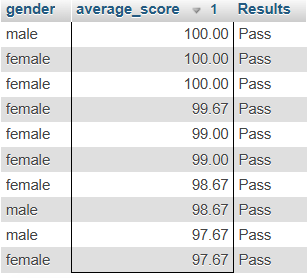 gender average_score 1 Results
male 100.00 Pass
female 100.00 Pass
female 100.00 Pass
female 99.67 Pass
female 99.00 Pass
female 99.00 Pass
female 98.67 Pass
male 98.67 Pass
male 97.67 Pass
female 97.67 Pass